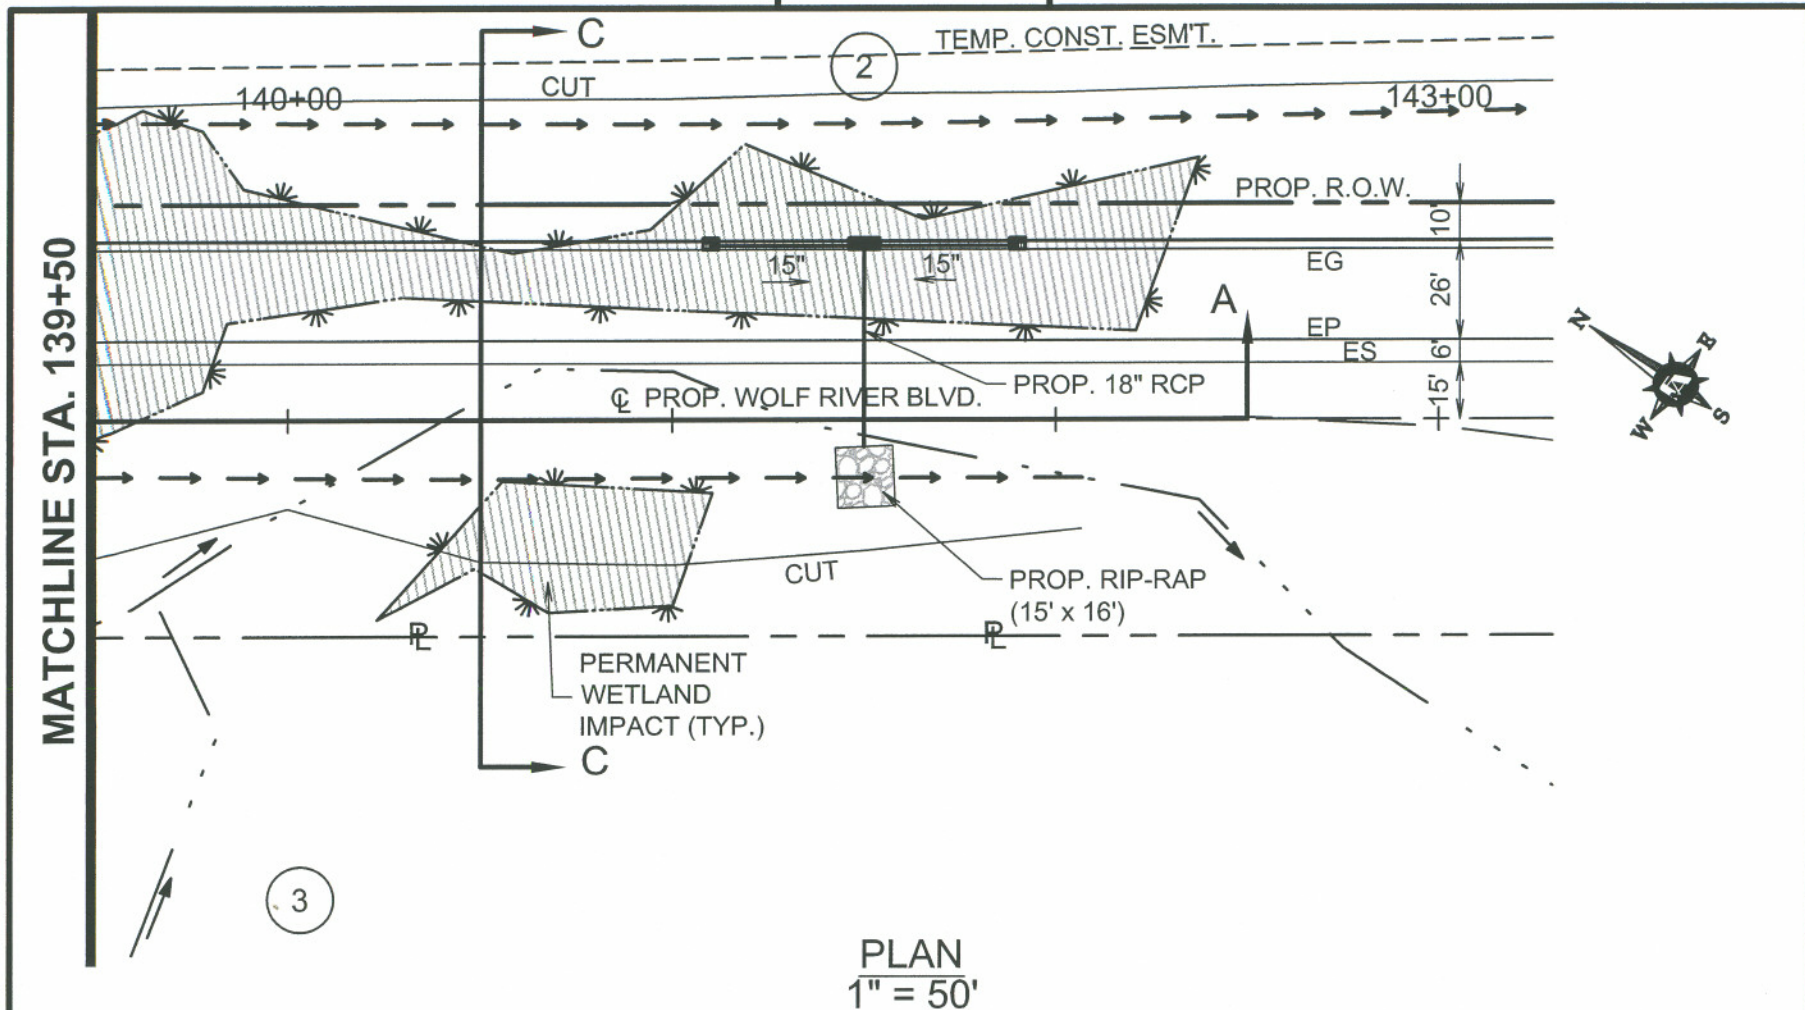 C
TEMP. CONST. ESM'T.
2
CUT
140+00
143+00
PROP. R.O.W.
10'
15"
15"
EG
26'
A
EP
ES
6'
PROP. 18" RCP
℄ PROP. WOLF RIVER BLVD.
15'
N
E
S
W
MATCHLINE STA. 139+50
CUT
PROP. RIP-RAP
(15' x 16')
PL
PL
PERMANENT
WETLAND
IMPACT (TYP.)
C
3
PLAN
1" = 50'